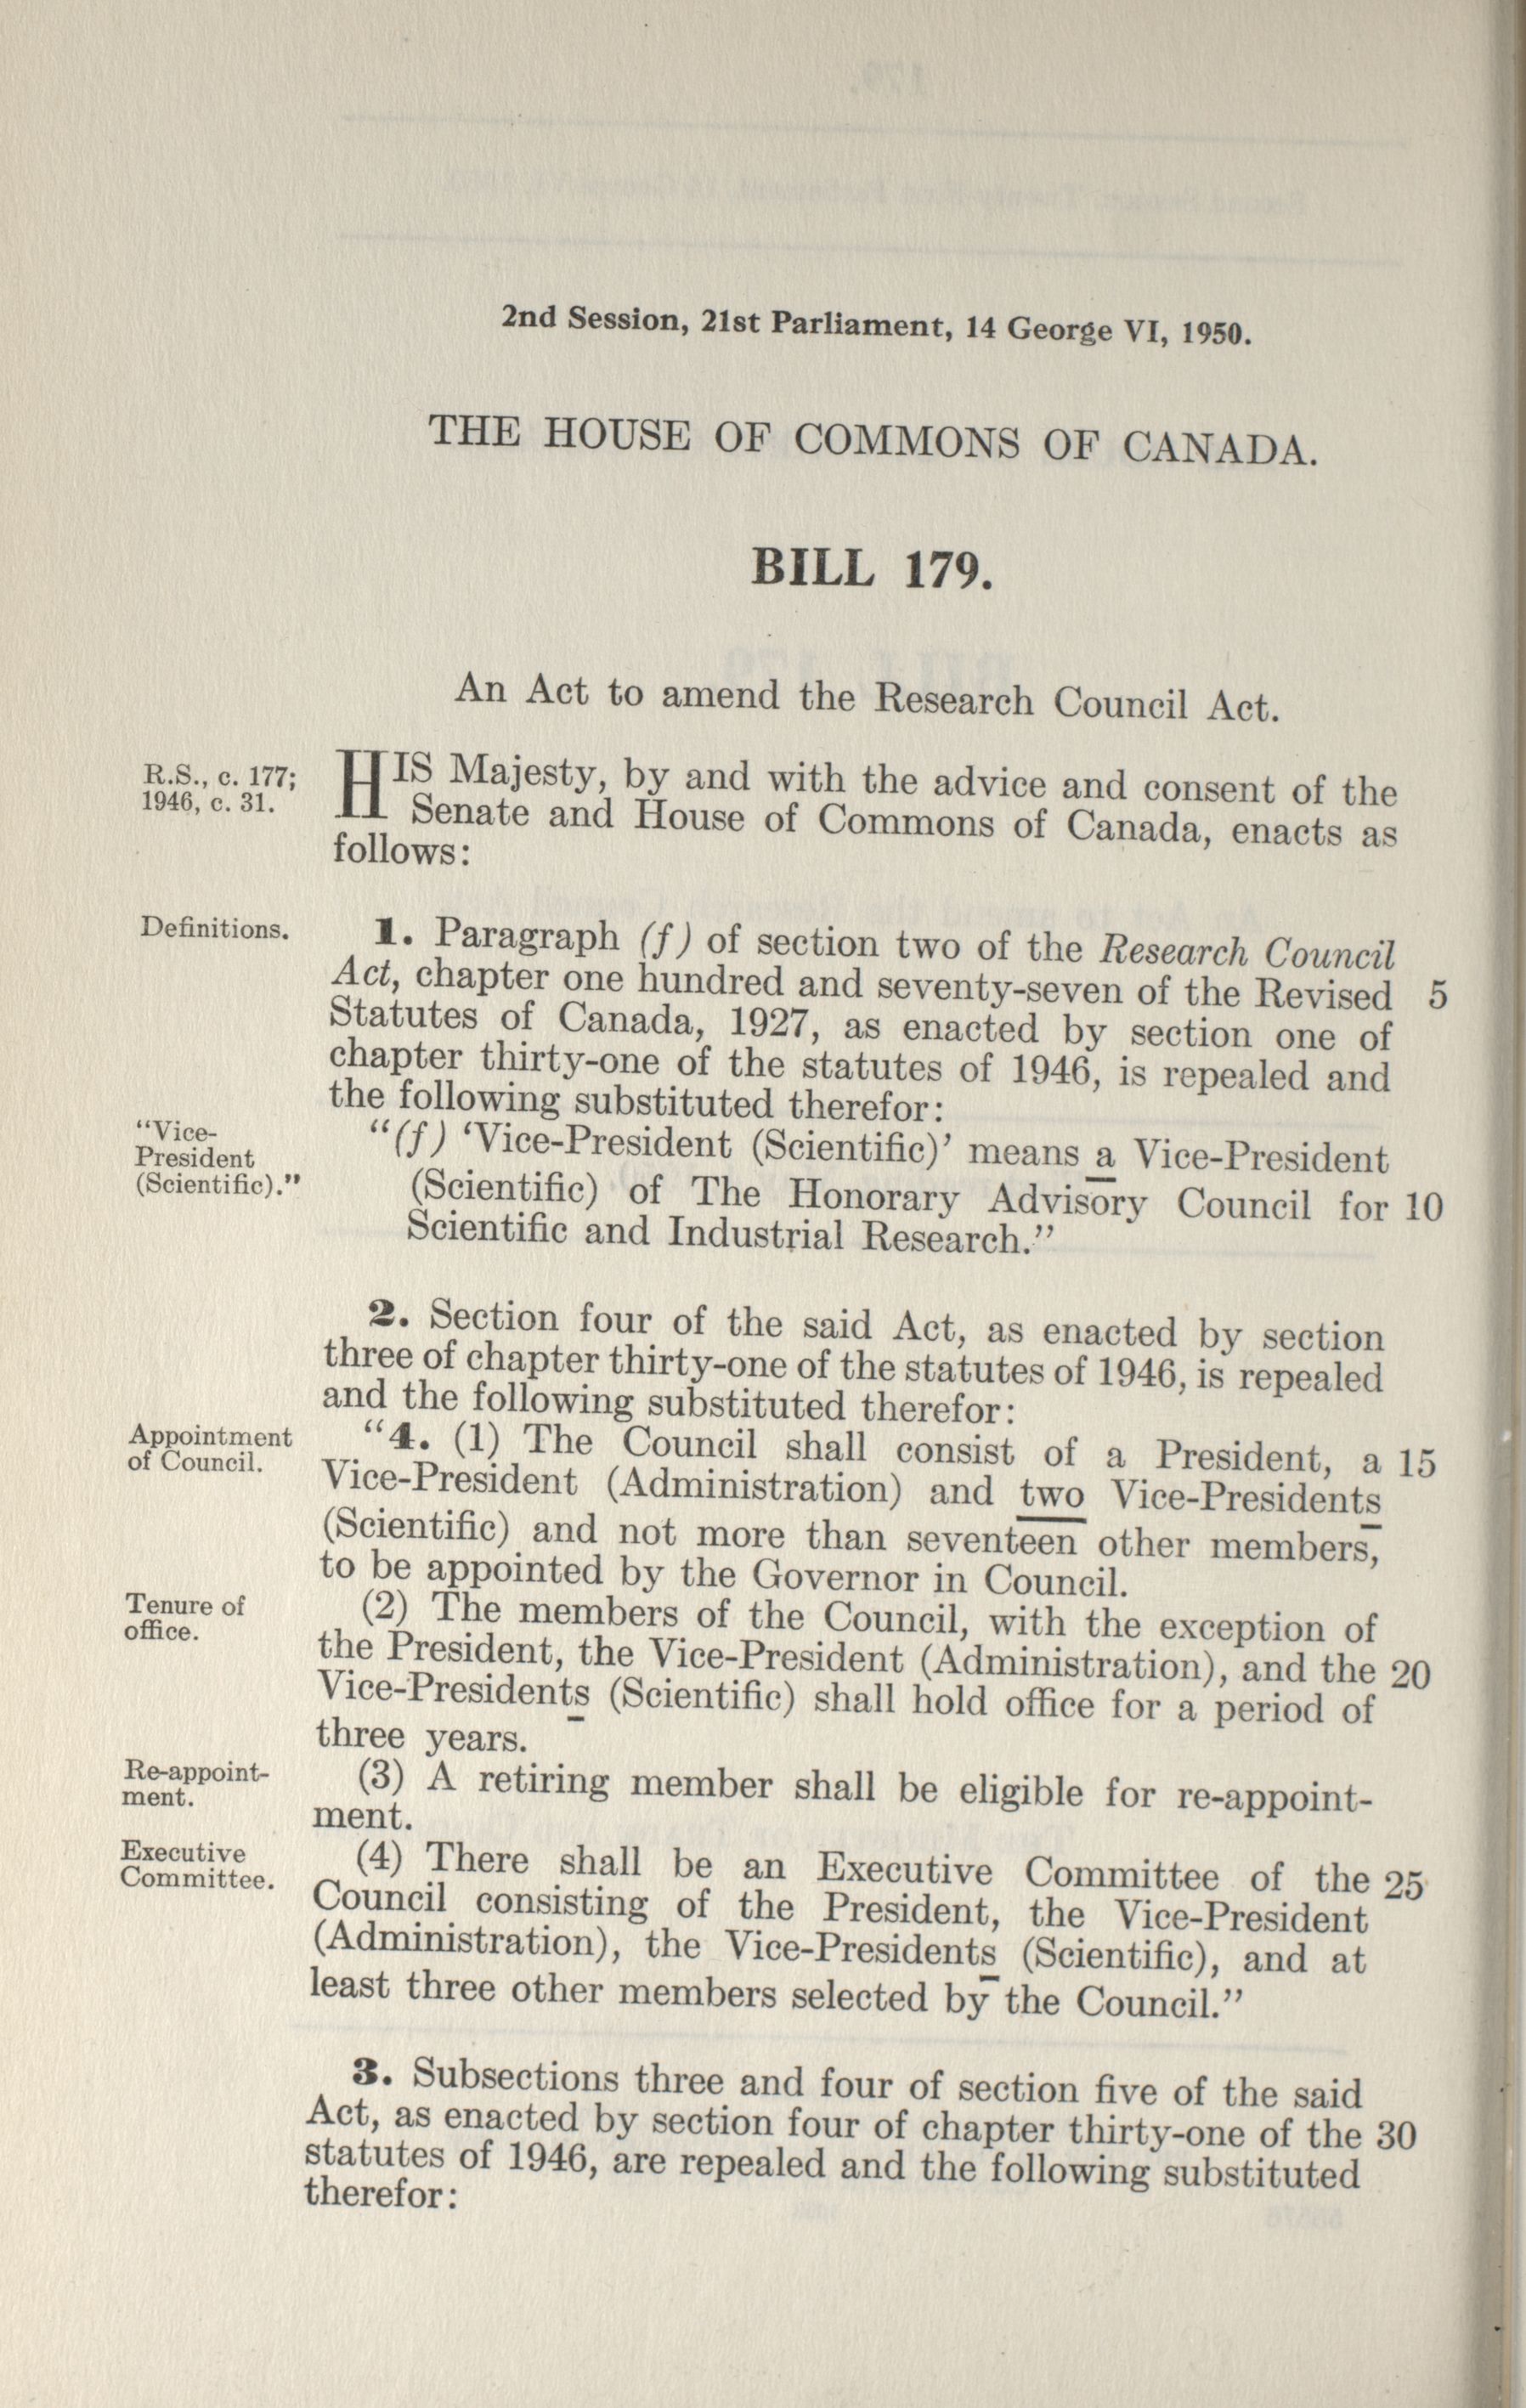 2nd Session, 21st Parliament, 14 George VI, 1950.
THE HOUSE OF COMMONS OF CANADA.
BILL 179.
An Act to amend the Research Council Act.
R.S., c. 177;
1946, c. 31.
HIS Majesty, by and with the advice and consent of the
Senate and House of Commons of Canada, enacts as
follows:
Definitions.
1. Paragraph (f) of section two of the Research Council
Act, chapter one hundred and seventy-seven of the Revised 5
Statutes of Canada, 1927, as enacted by section one of
chapter thirty-one of the statutes of 1946, is repealed and
the following substituted therefor:
“Vice-
President
(Scientific).”
“(f) ‘Vice-President (Scientific)’ means a Vice-President
(Scientific) of The Honorary Advisory Council for 10
Scientific and Industrial Research.”
2. Section four of the said Act, as enacted by section
three of chapter thirty-one of the statutes of 1946, is repealed
and the following substituted therefor:
Appointment
of Council.
“4. (1) The Council shall consist of a President, a 15
Vice-President (Administration) and two Vice-Presidents
(Scientific) and not more than seventeen other members,
to be appointed by the Governor in Council.
Tenure of
office.
(2) The members of the Council, with the exception of
the President, the Vice-President (Administration), and the 20
Vice-Presidents (Scientific) shall hold office for a period of
three years.
Re-appoint-
ment.
(3) A retiring member shall be eligible for re-appoint-
ment.
Executive
Committee.
(4) There shall be an Executive Committee of the 25
Council consisting of the President, the Vice-President
(Administration), the Vice-Presidents (Scientific), and at
least three other members selected by the Council.”
3. Subsections three and four of section five of the said
Act, as enacted by section four of chapter thirty-one of the 30
statutes of 1946, are repealed and the following substituted
therefor: